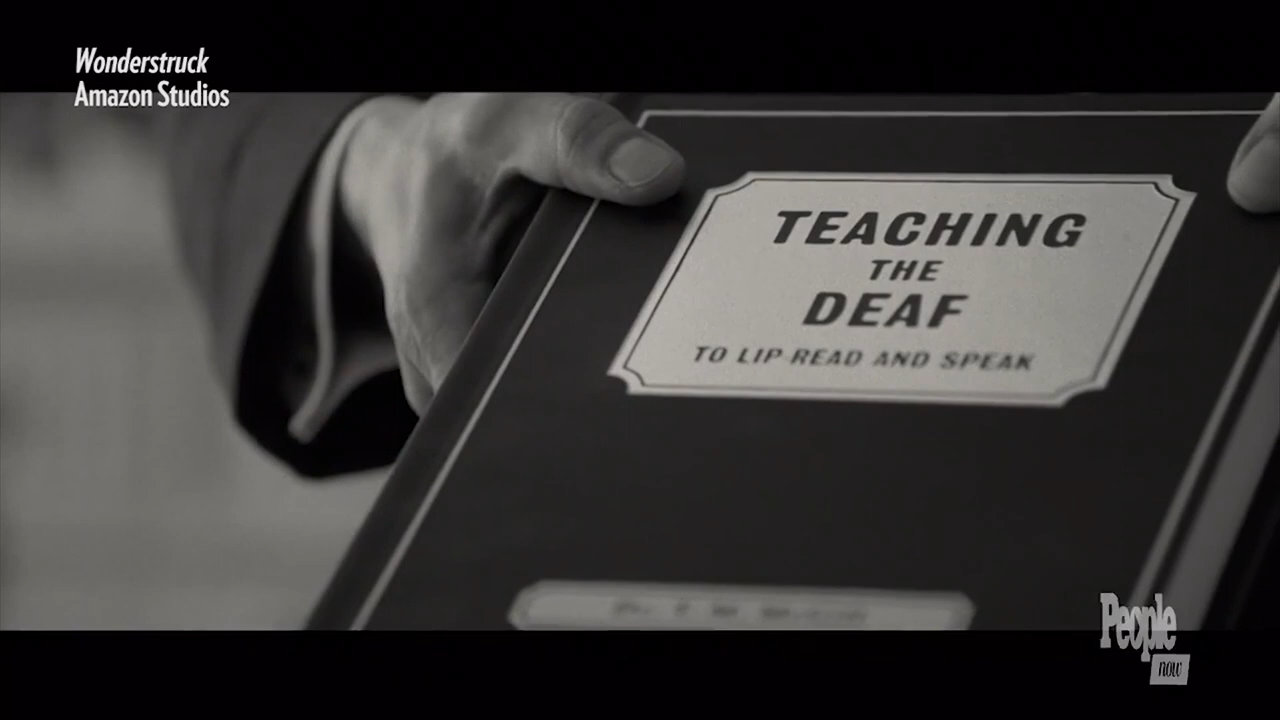 Wonderstruck
Amazon Studios
TEACHING
THE
DEAF
TO LIP-READ AND SPEAK
People
now